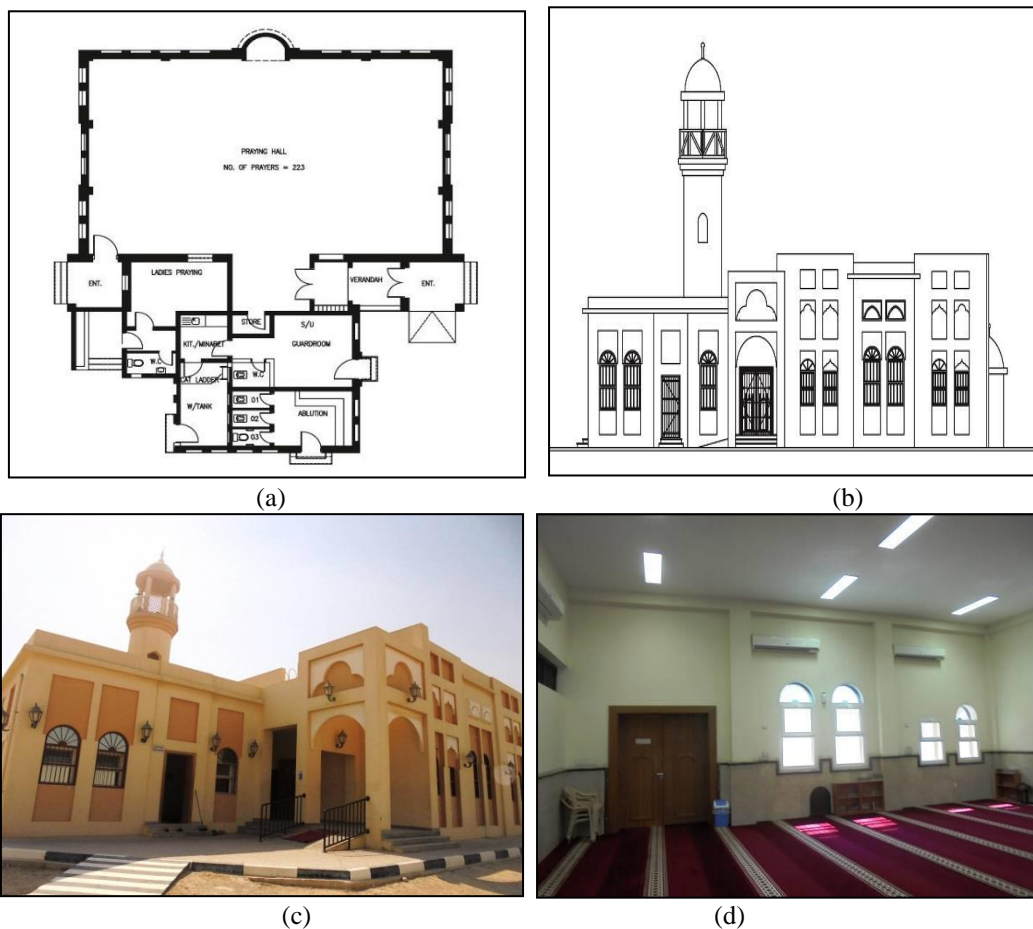 PRAYING HALL
NO. OF PRAYERS = 223
LADIES PRAYING
ENT.
VERANDAH
ENT.
STORE
S/U
KIT./MINARET
GUARDROOM
W.C
CAT LADDER
W.C
W/TANK
01
ABLUTION
02
03
(a)
(b)
(c)
(d)